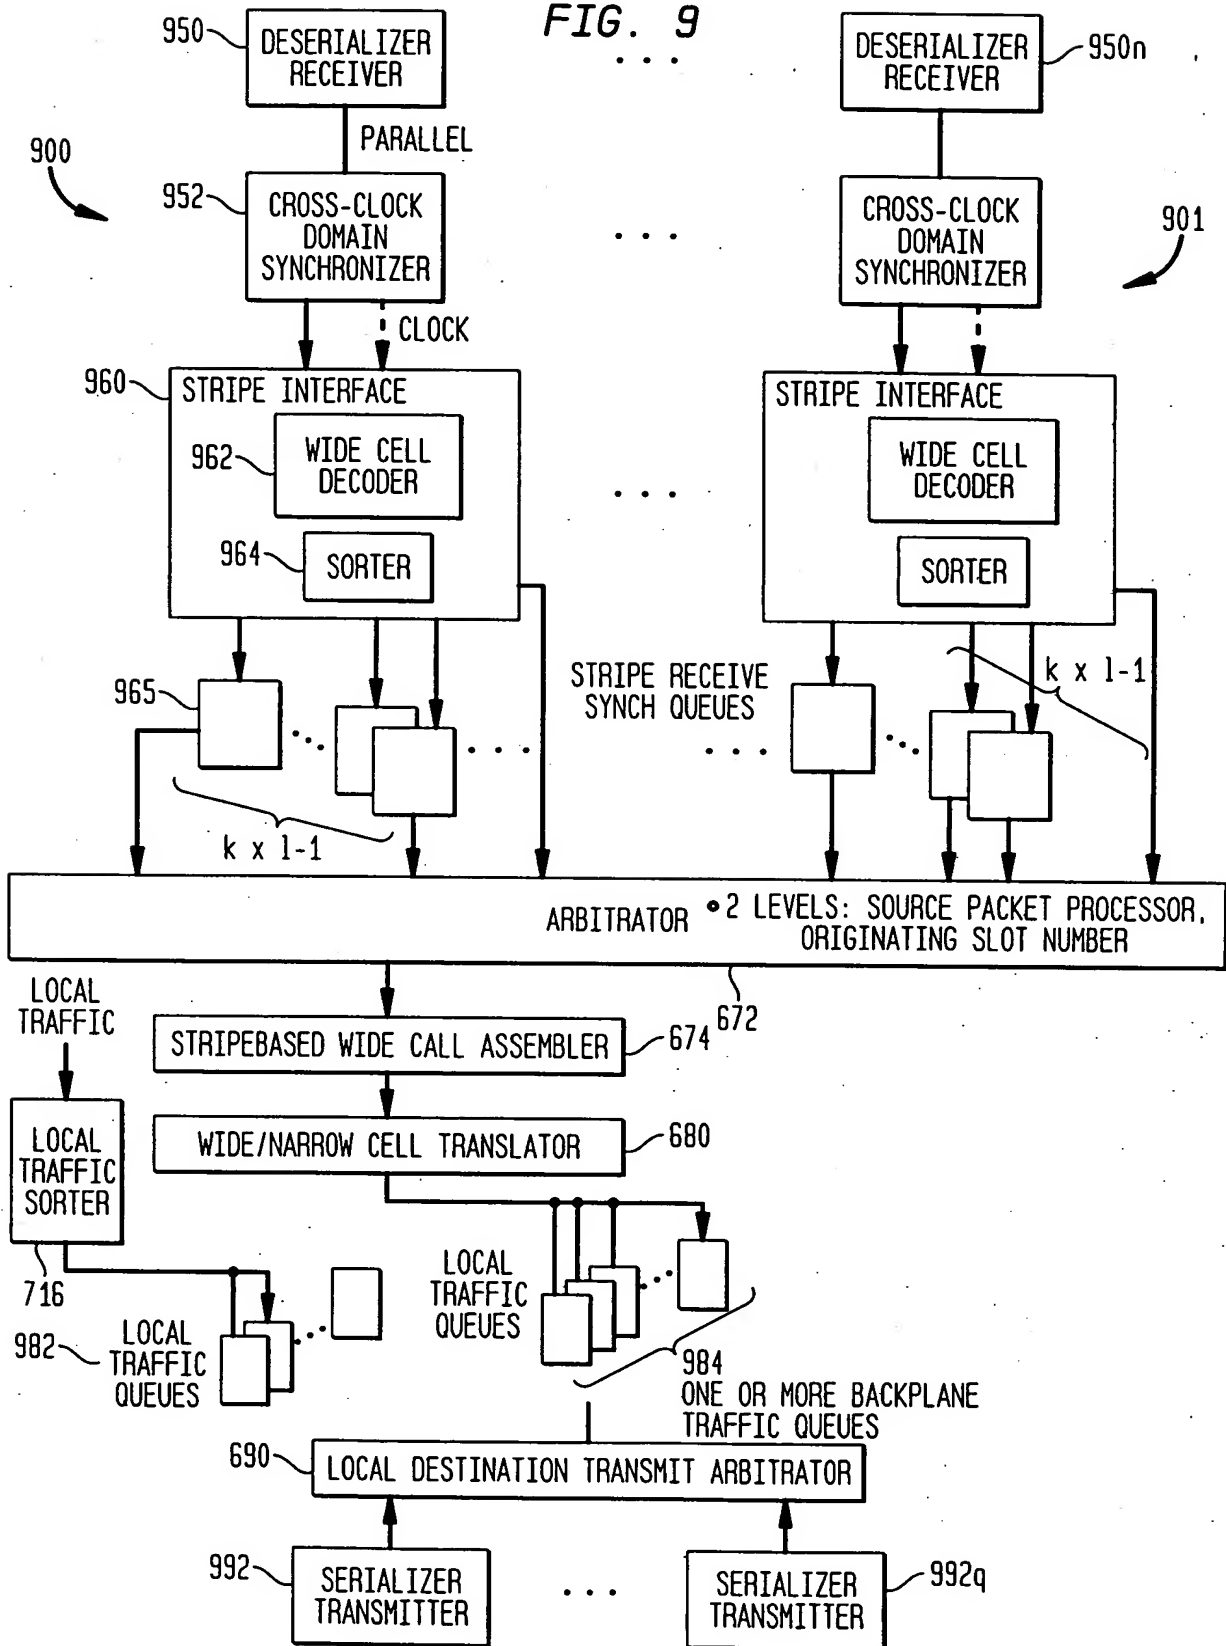 FIG. 9
950
DESERIALIZER
RECEIVER
. . .
DESERIALIZER
RECEIVER
950n
PARALLEL
900
952
CROSS-CLOCK
DOMAIN
SYNCHRONIZER
. . .
CROSS-CLOCK
DOMAIN
SYNCHRONIZER
901
CLOCK
960
STRIPE INTERFACE
962
WIDE CELL
DECODER
964
SORTER
. . .
STRIPE INTERFACE
WIDE CELL
DECODER
SORTER
965
STRIPE RECEIVE
SYNCH QUEUES
k x l-1
k x l-1
ARBITRATOR
•2 LEVELS: SOURCE PACKET PROCESSOR,
ORIGINATING SLOT NUMBER
672
LOCAL
TRAFFIC
STRIPEBASED WIDE CALL ASSEMBLER
674
WIDE/NARROW CELL TRANSLATOR
680
LOCAL
TRAFFIC
SORTER
716
982
LOCAL
TRAFFIC
QUEUES
LOCAL
TRAFFIC
QUEUES
984
ONE OR MORE BACKPLANE
TRAFFIC QUEUES
690
LOCAL DESTINATION TRANSMIT ARBITRATOR
992
SERIALIZER
TRANSMITTER
. . .
SERIALIZER
TRANSMITTER
992q